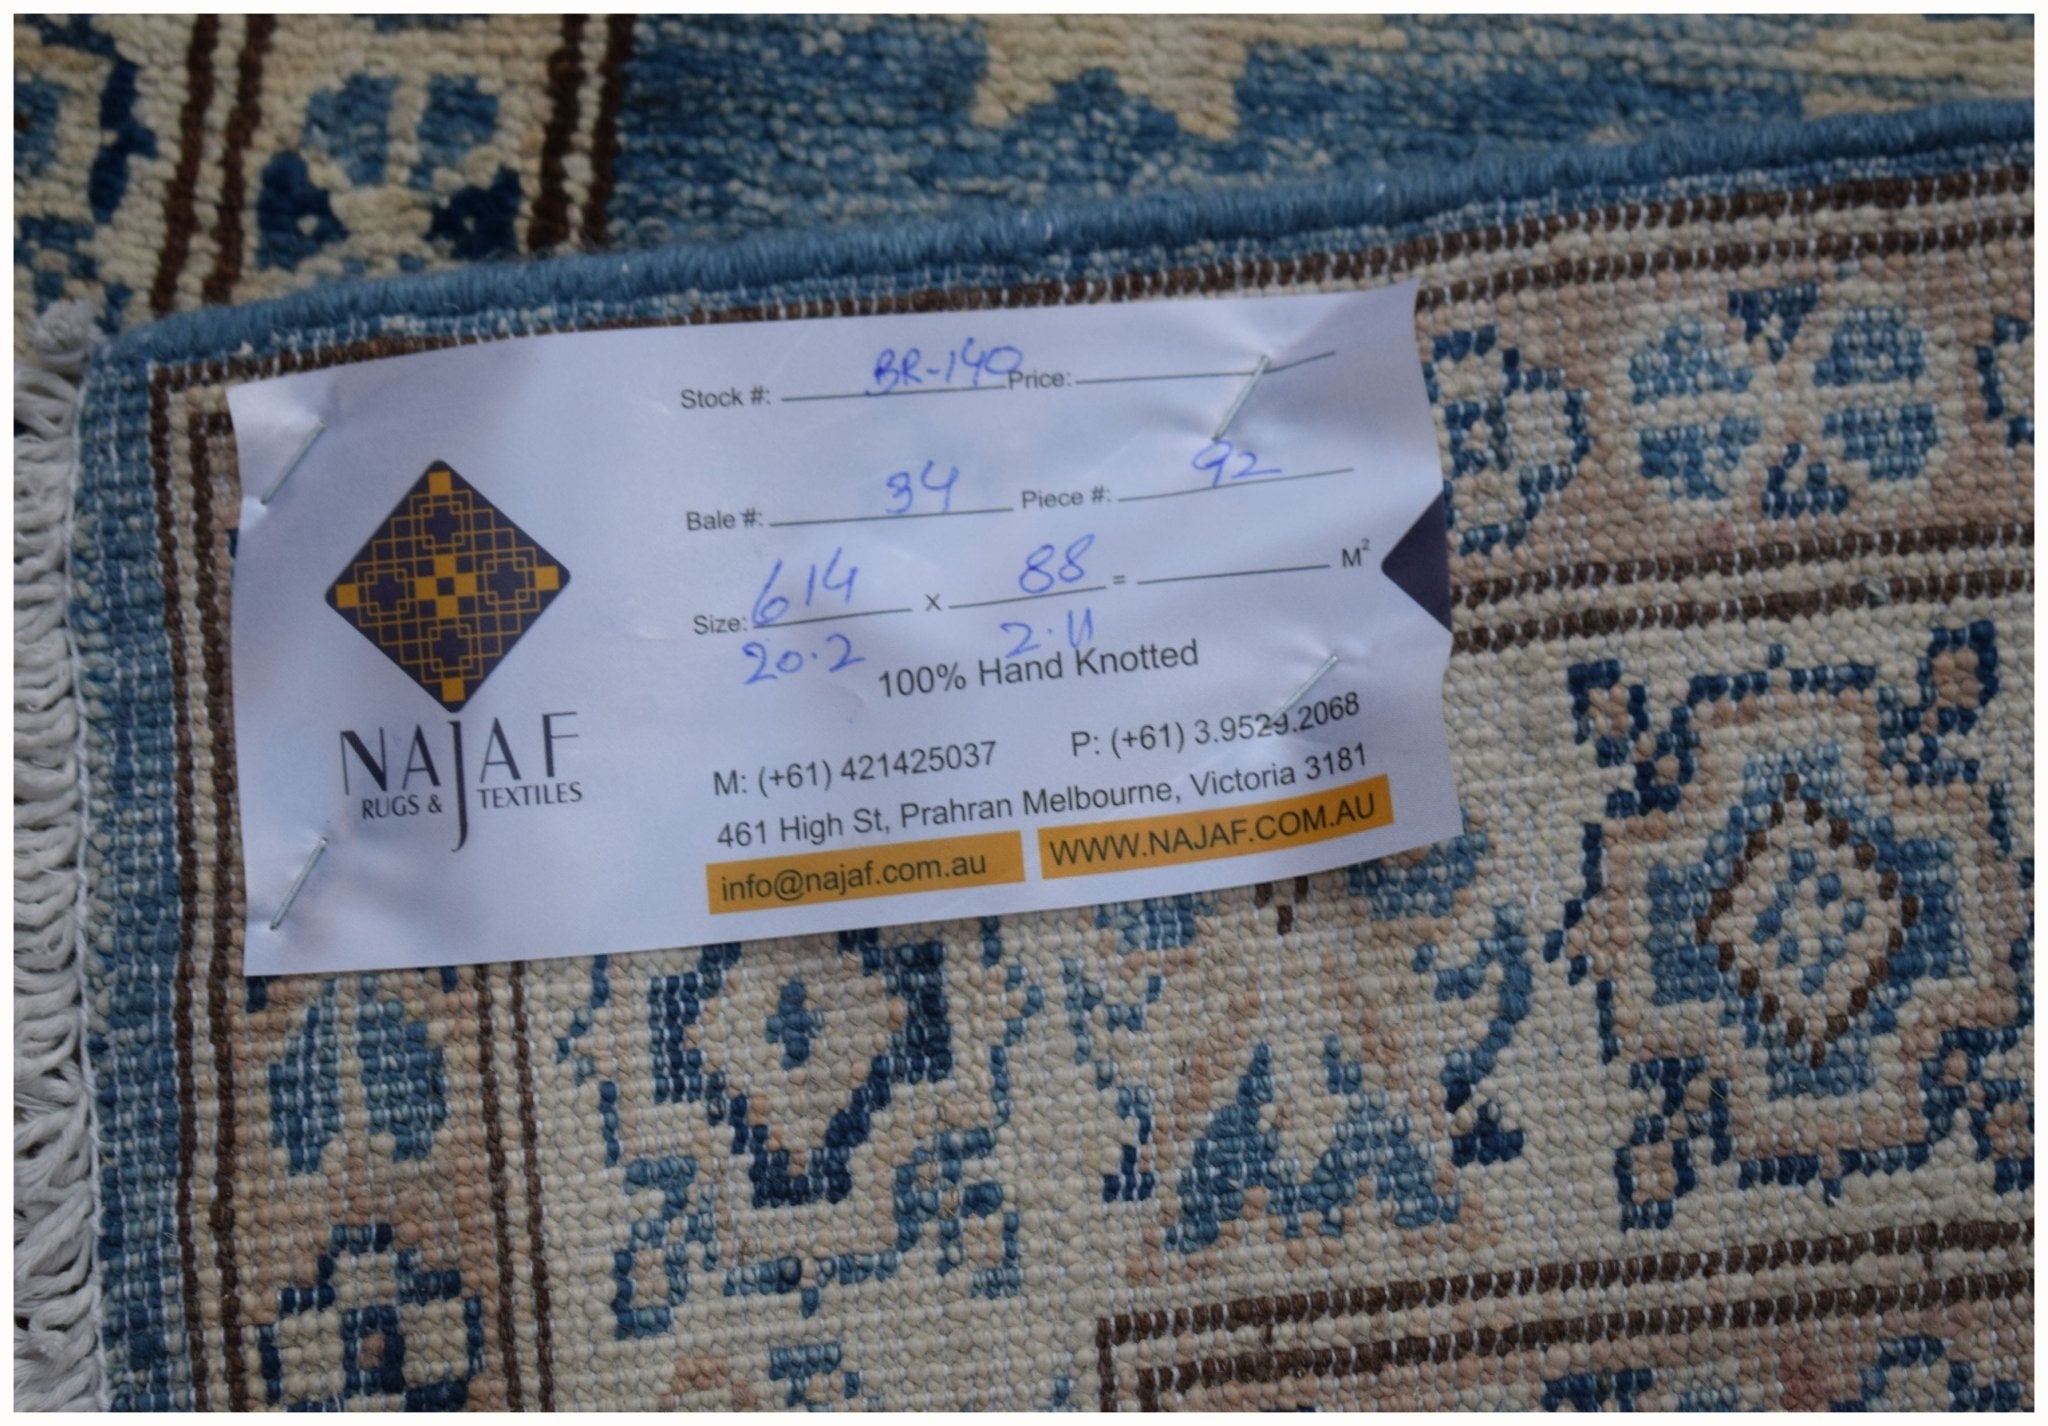 NAJAF
RUGS & TEXTILES
Stock #: BR-140 Price:
Bale #: 34 Piece #: 92
Size: 614 x 88 = M²
20.2 2.11
100% Hand Knotted
M: (+61) 421425037 P: (+61) 3.9529.2068
461 High St, Prahran Melbourne, Victoria 3181
info@najaf.com.au WWW.NAJAF.COM.AU